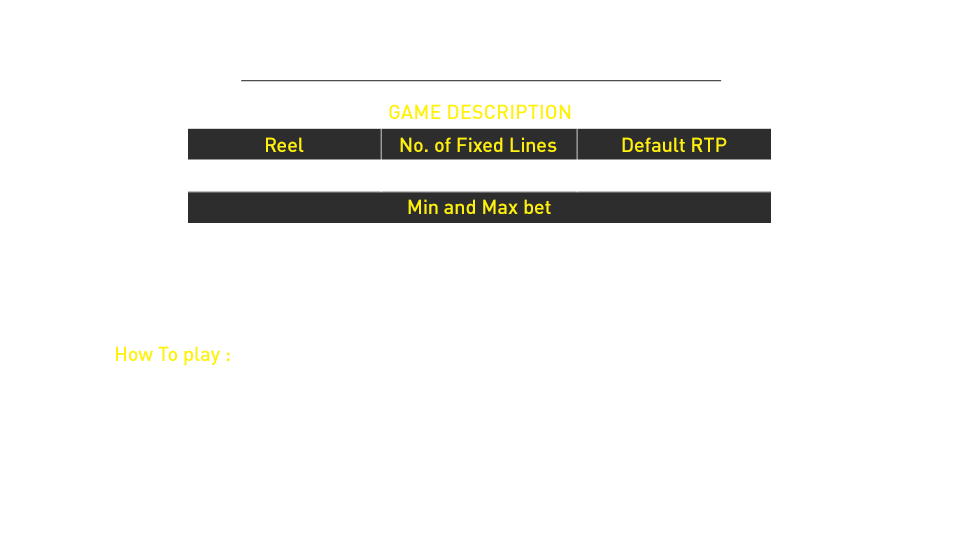 GAME DESCRIPTION
Reel No. of Fixed Lines Default RTP
Min and Max bet
How To play :